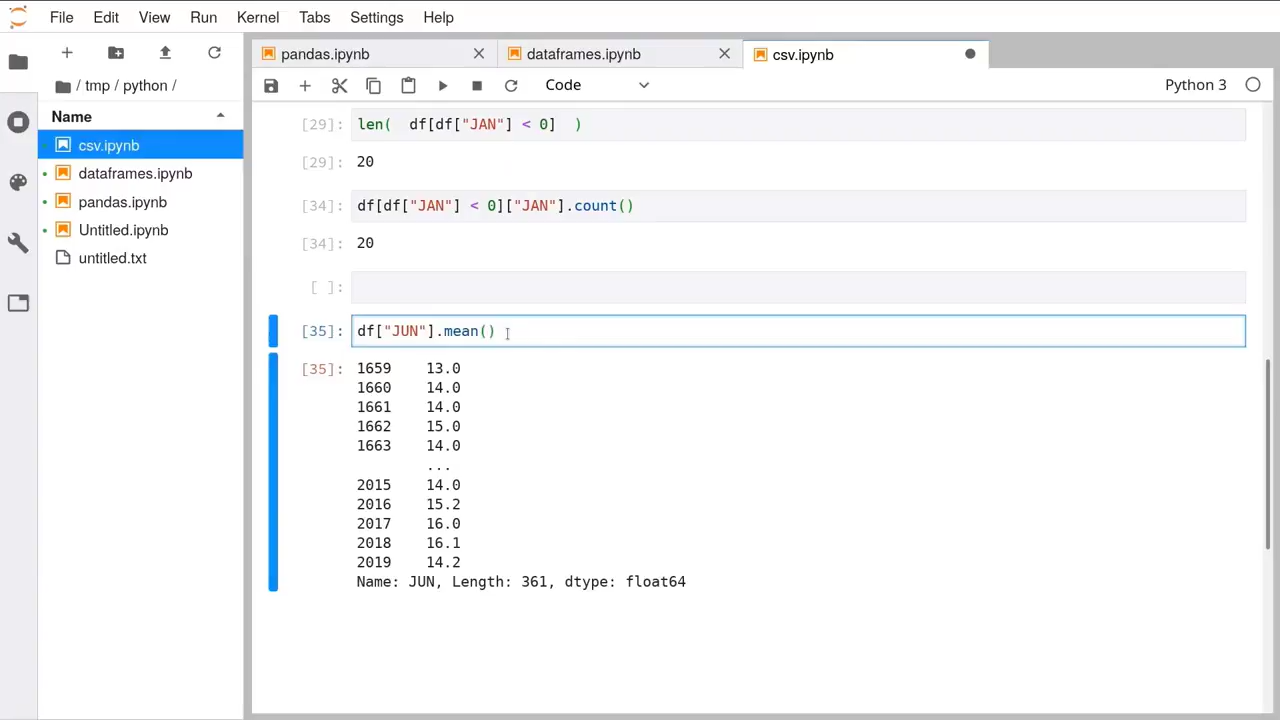 File Edit View Run Kernel Tabs Settings Help
pandas.ipynb dataframes.ipynb csv.ipynb
/ tmp / python /
Code Python 3
Name
csv.ipynb
dataframes.ipynb
pandas.ipynb
Untitled.ipynb
untitled.txt
[29]: len(  df[df["JAN"] < 0]  )
[29]: 20
[34]: df[df["JAN"] < 0]["JAN"].count()
[34]: 20
[ ]:
[35]: df["JUN"].mean()
[35]: 1659 13.0
1660 14.0
1661 14.0
1662 15.0
1663 14.0
...
2015 14.0
2016 15.2
2017 16.0
2018 16.1
2019 14.2
Name: JUN, Length: 361, dtype: float64